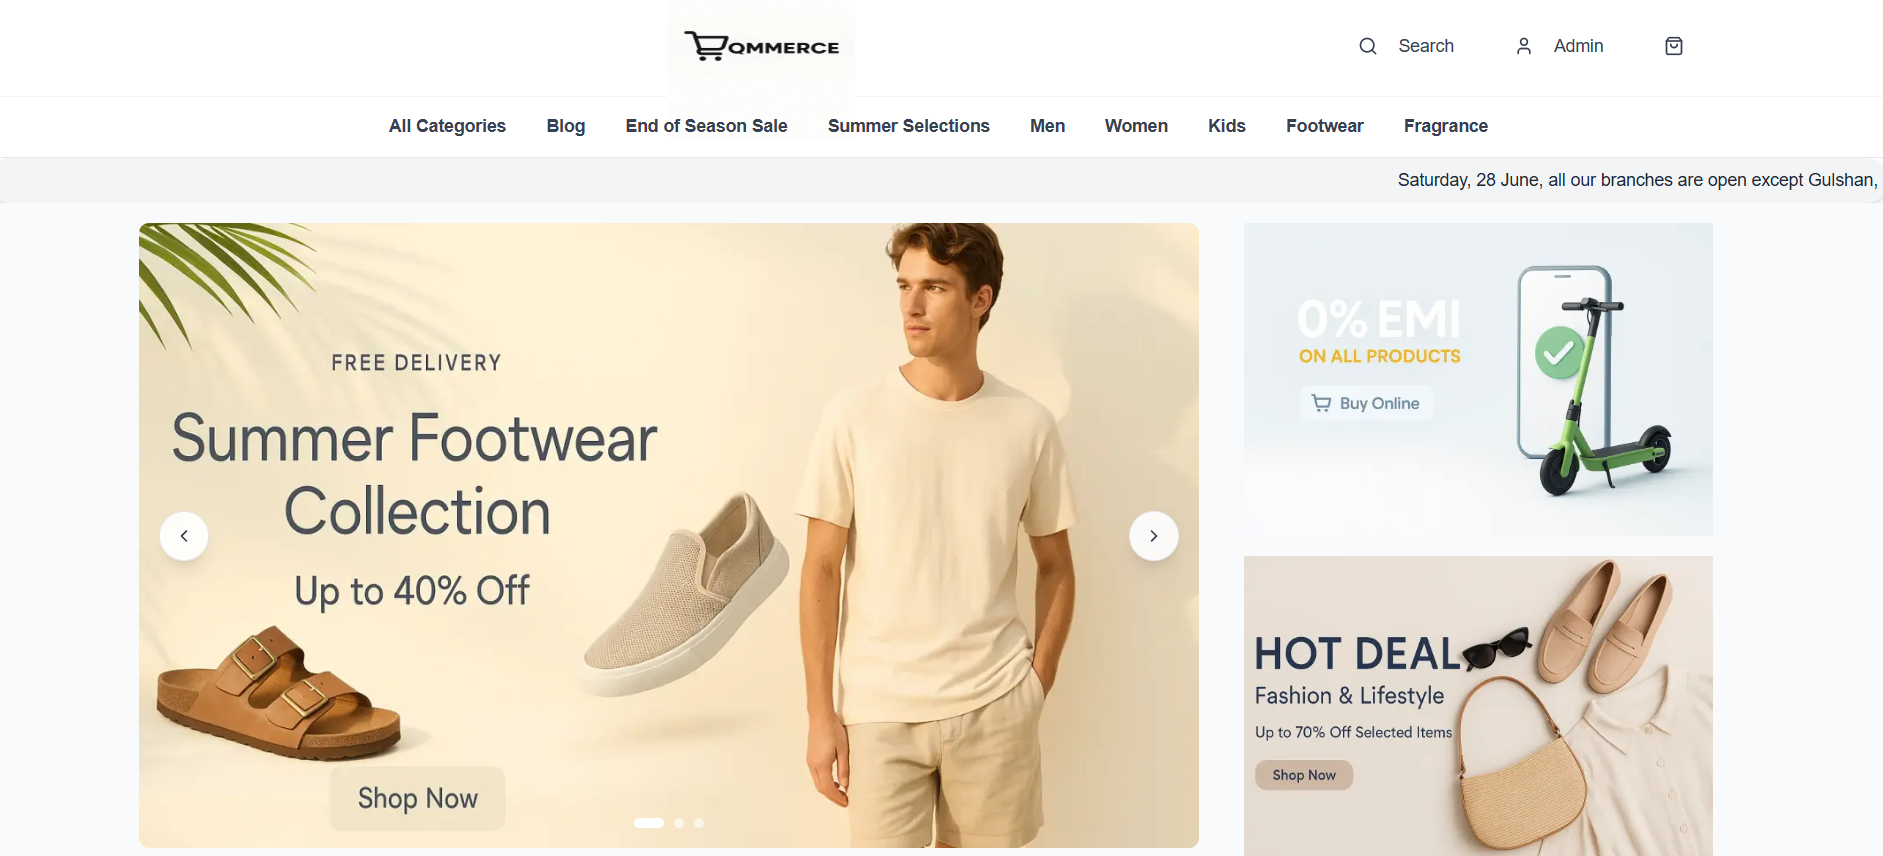 QMMERCE
Search
Admin
All Categories
Blog
End of Season Sale
Summer Selections
Men
Women
Kids
Footwear
Fragrance
Saturday, 28 June, all our branches are open except Gulshan,
FREE DELIVERY
Summer Footwear
Collection
Up to 40% Off
Shop Now
0% EMI
ON ALL PRODUCTS
Buy Online
HOT DEAL
Fashion & Lifestyle
Up to 70% Off Selected Items
Shop Now